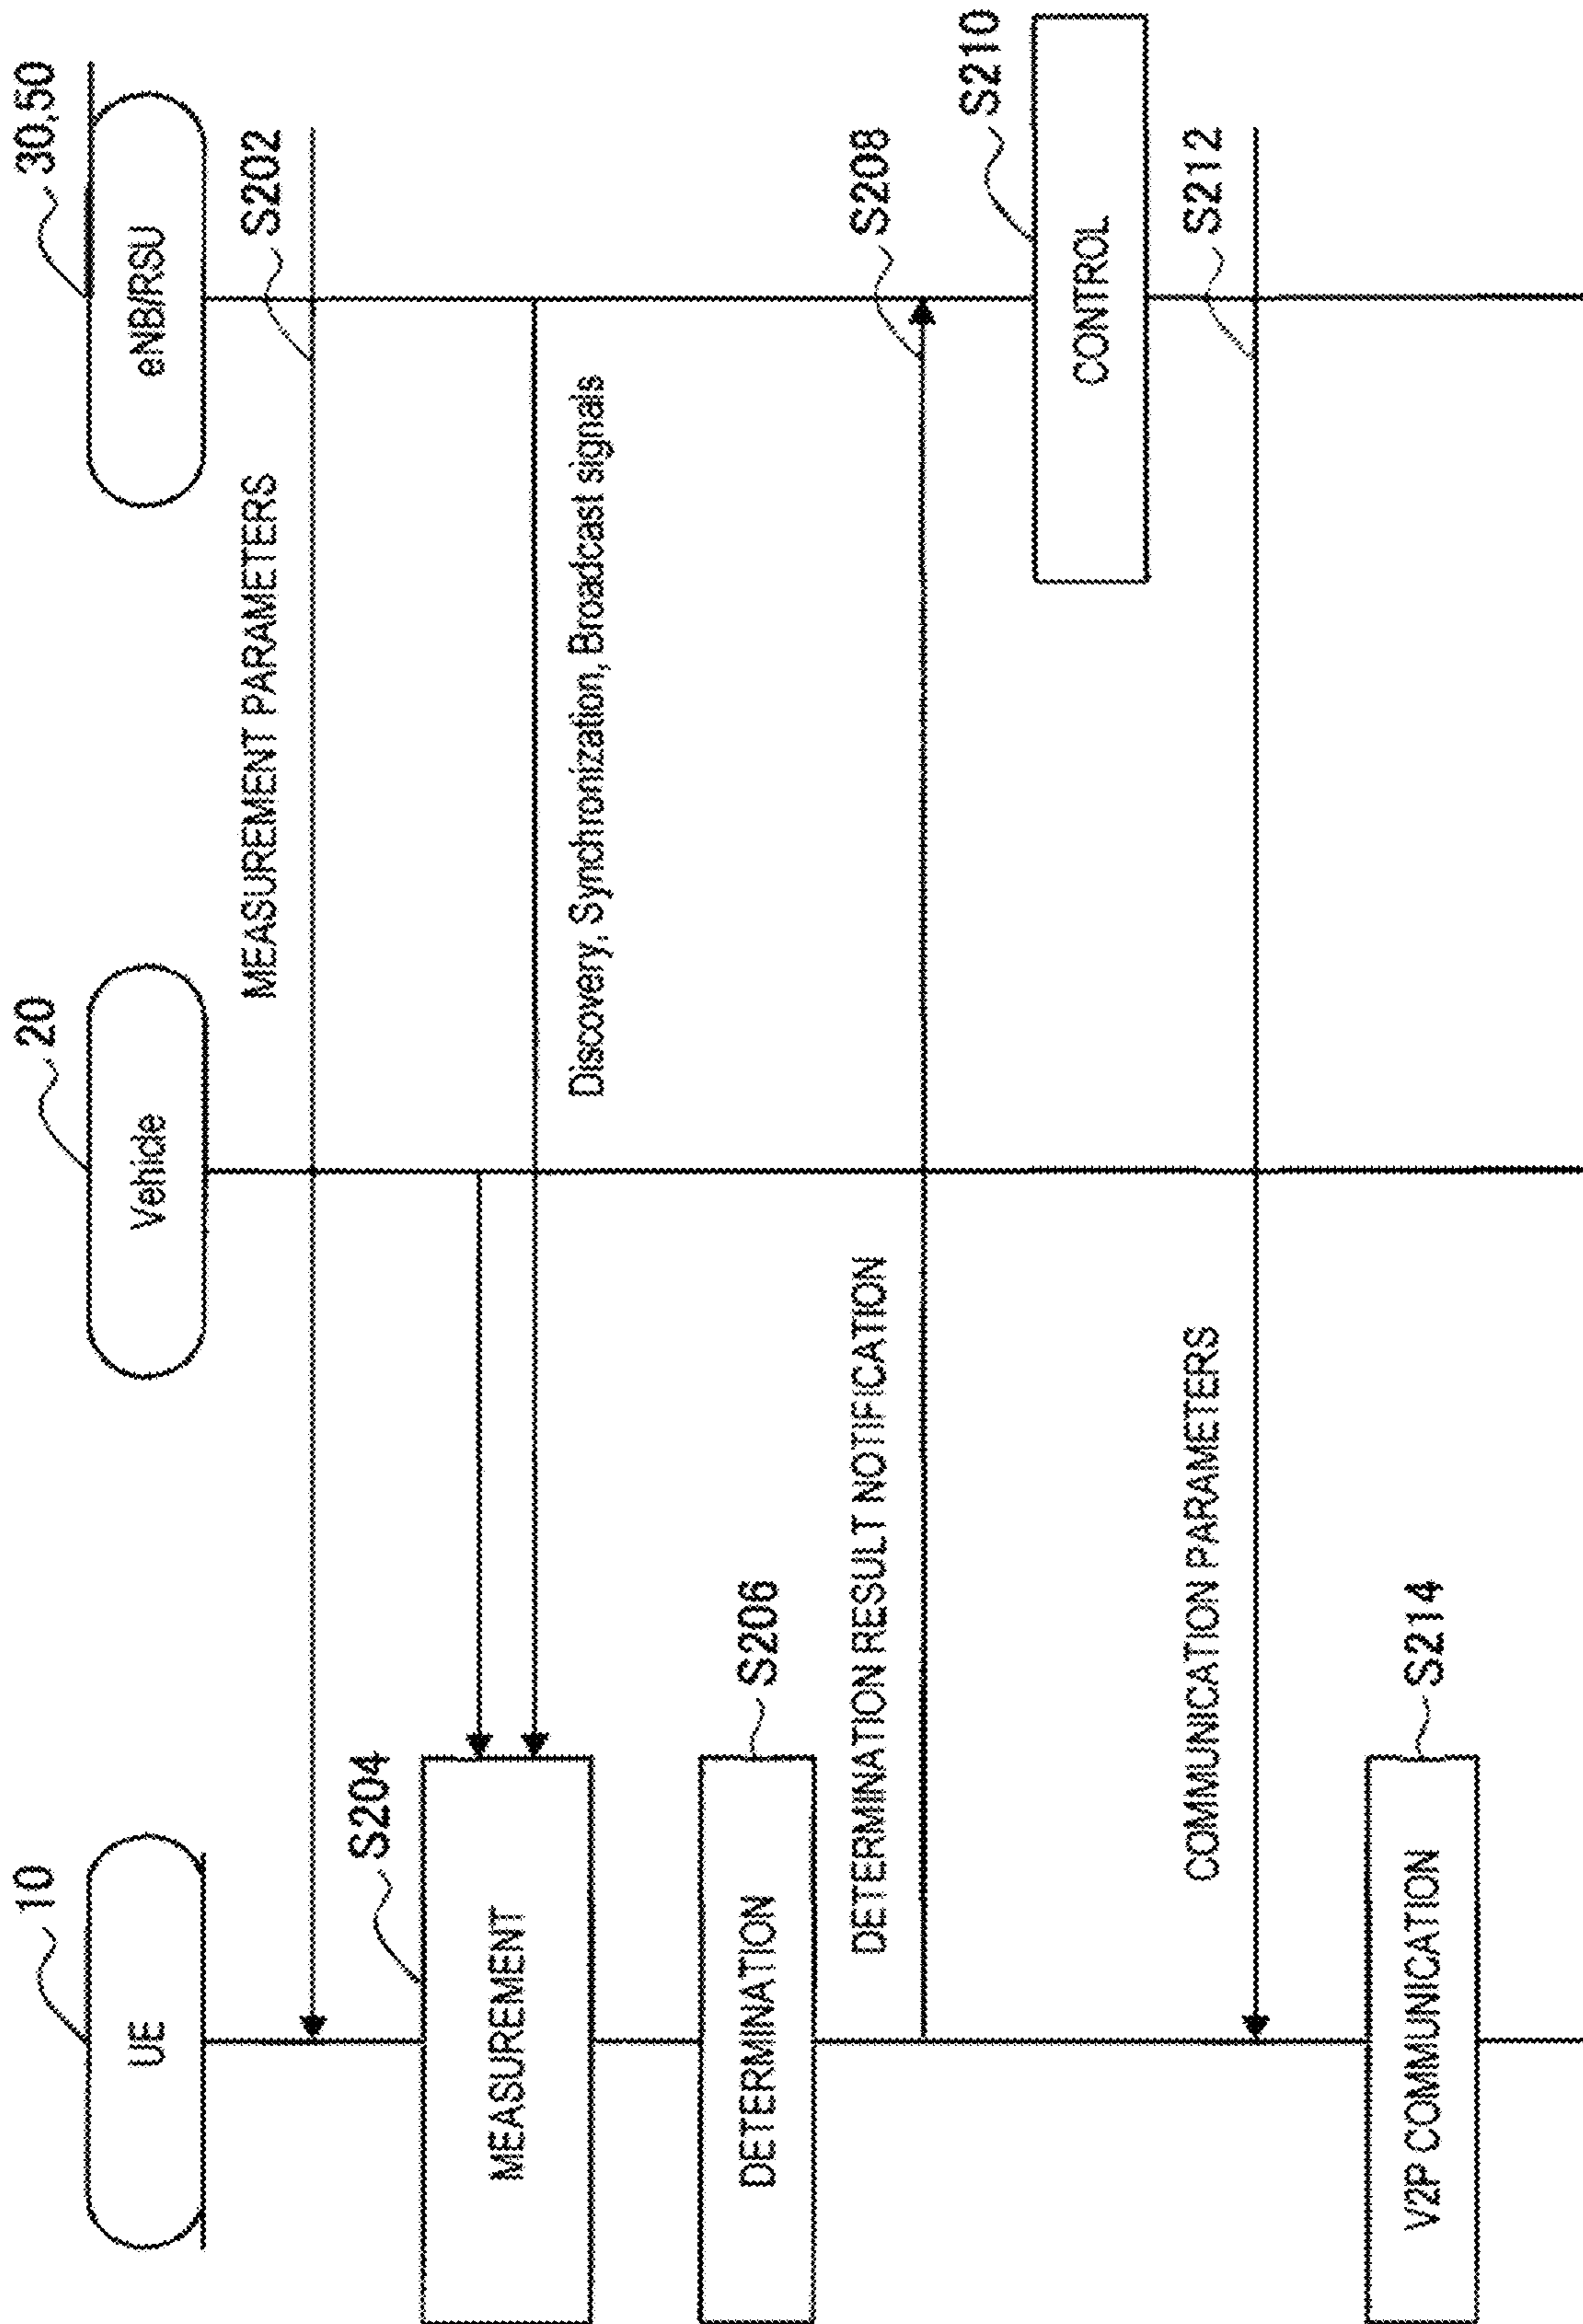 10
20
30,50
UE
Vehicle
eNB/RSU
MEASUREMENT PARAMETERS
S202
S204
MEASUREMENT
Discovery, Synchronization, Broadcast signals
DETERMINATION
S206
DETERMINATION RESULT NOTIFICATION
S208
S210
CONTROL
COMMUNICATION PARAMETERS
S212
V2P COMMUNICATION
S214